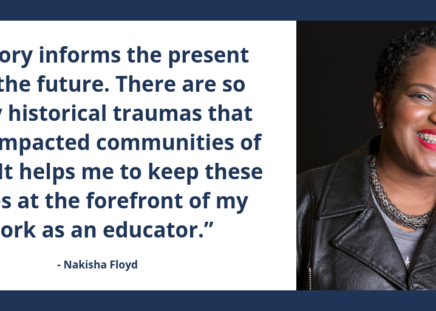 ory informs the present
the future. There are so
historical traumas that
mpacted communities of
It helps me to keep these
s at the forefront of my
ork as an educator.”
- Nakisha Floyd